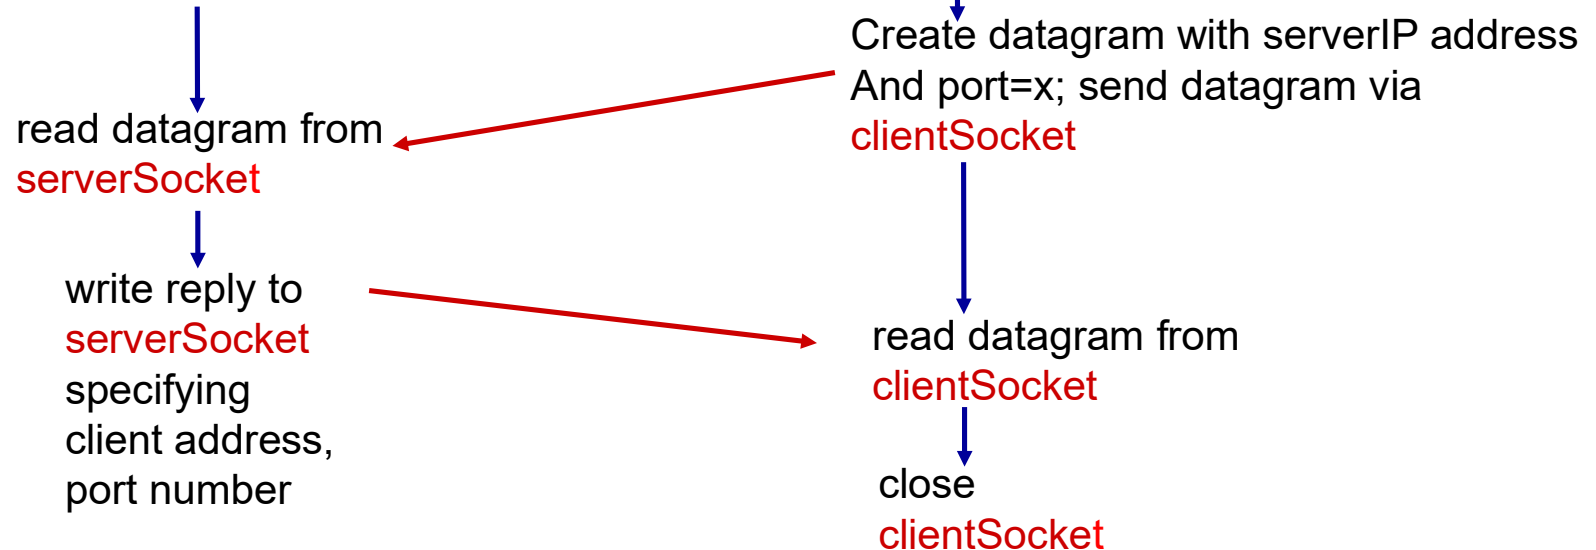 Create datagram with serverIP address
And port=x; send datagram via
clientSocket
read datagram from
serverSocket
write reply to
serverSocket
specifying
client address,
port number
read datagram from
clientSocket
close
clientSocket